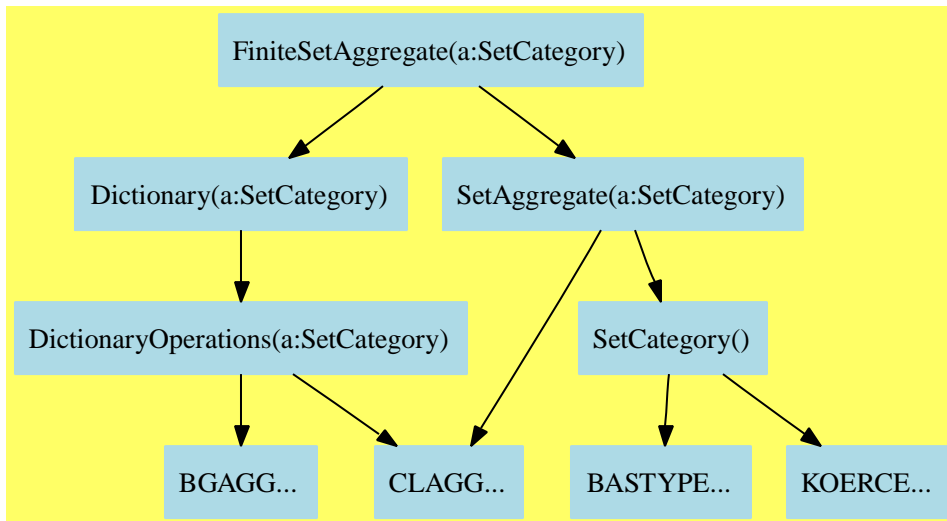 FiniteSetAggregate(a:SetCategory)
Dictionary(a:SetCategory)
SetAggregate(a:SetCategory)
DictionaryOperations(a:SetCategory)
SetCategory()
BGAGG...
CLAGG...
BASTYPE...
KOERCE...